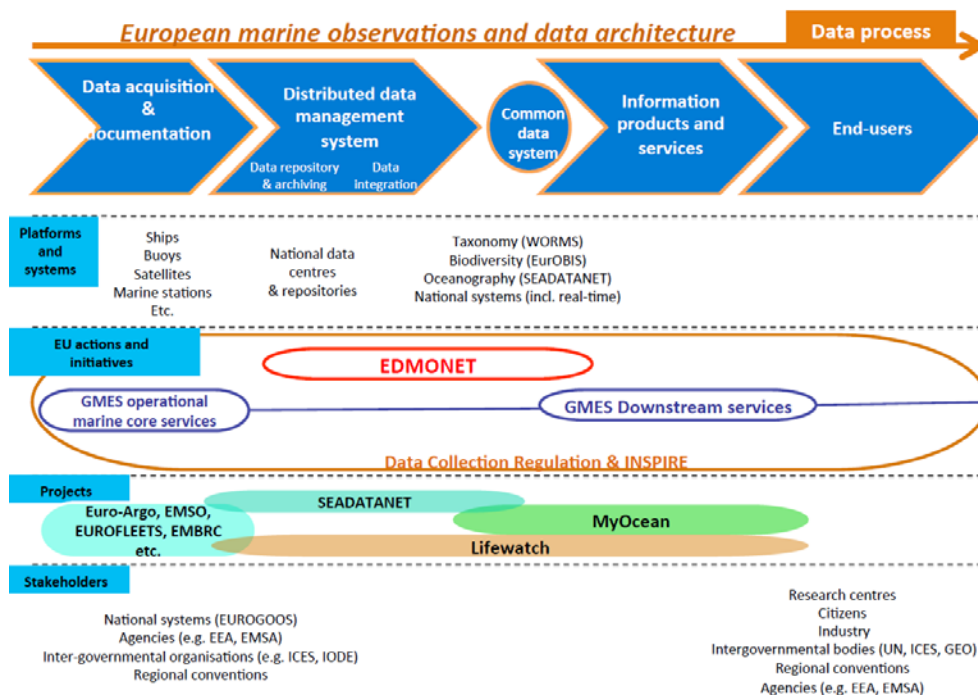 European marine observations and data architecture
Data process
Data acquisition
&
documentation
Distributed data
management
system
Data repository
& archiving
Data
integration
Common
data
system
Information
products and
services
End-users
Platforms
and
systems
Ships
Buoys
Satellites
Marine stations
Etc.
National data
centres
& repositories
Taxonomy (WORMS)
Biodiversity (EurOBIS)
Oceanography (SEADATANET)
National systems (incl. real-time)
EU actions and
initiatives
EDMONET
GMES operational
marine core services
GMES Downstream services
Data Collection Regulation & INSPIRE
Projects
Euro-Argo, EMSO,
EUROFLEETS, EMBRC
etc.
SEADATANET
MyOcean
Lifewatch
Stakeholders
National systems (EUROGOOS)
Agencies (e.g. EEA, EMSA)
Inter-governmental organisations (e.g. ICES, IODE)
Regional conventions
Research centres
Citizens
Industry
Intergovernmental bodies (UN, ICES, GEO)
Regional conventions
Agencies (e.g. EEA, EMSA)